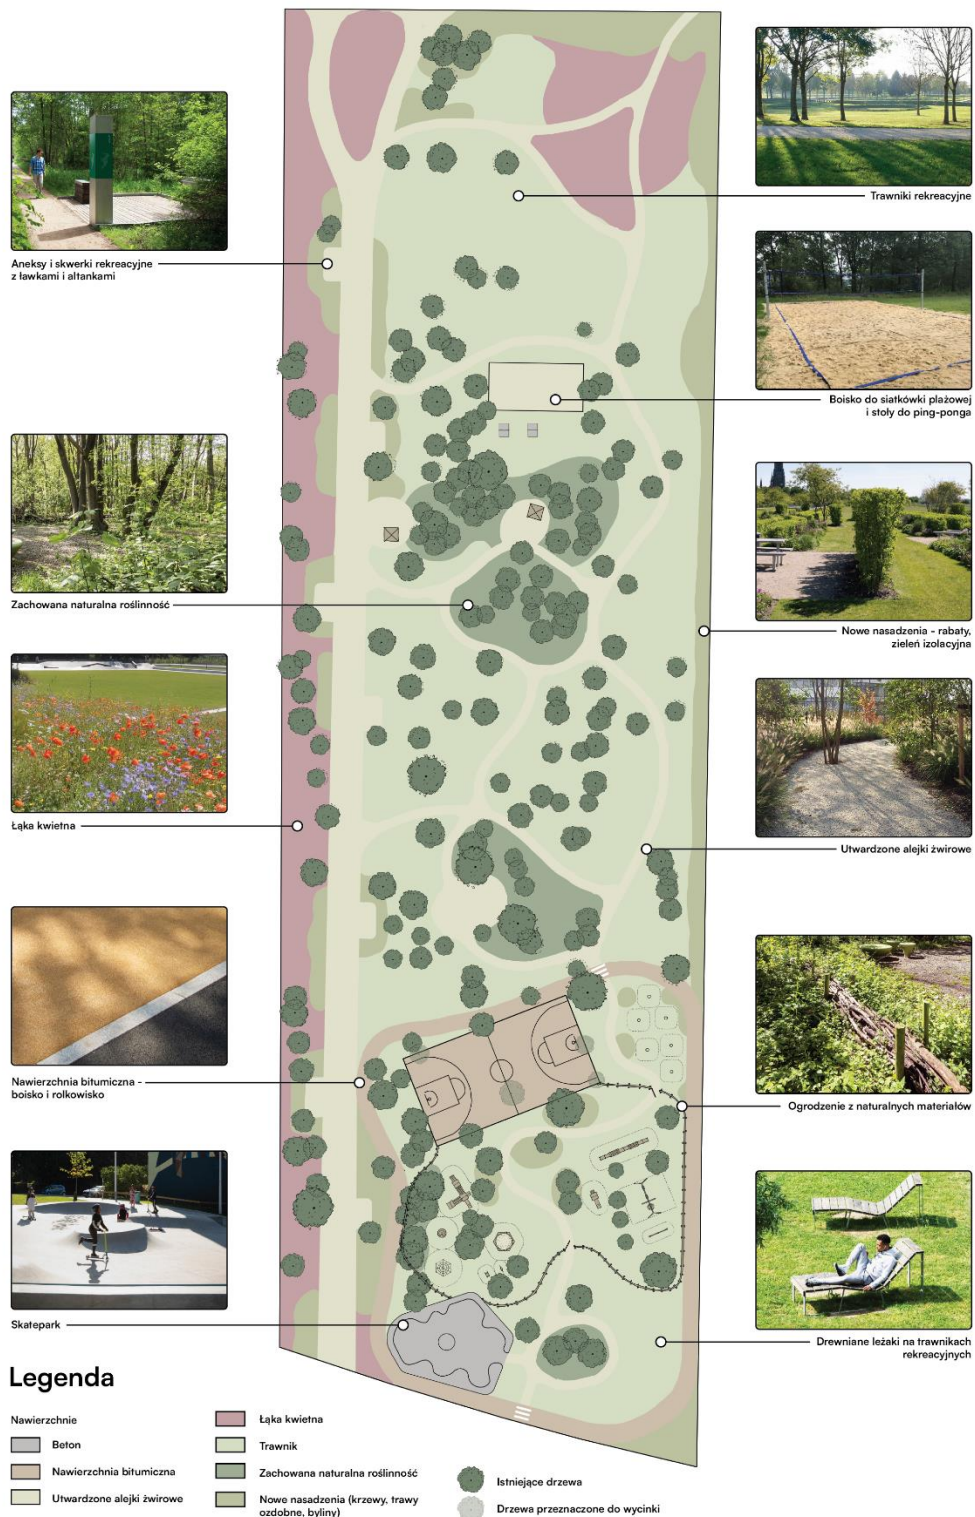 Aneksy i skwerki rekreacyjne
z ławkami i altankami
Zachowana naturalna roślinność
Łąka kwietna
Nawierzchnia bitumiczna -
boisko i rolkowisko
Skatepark
Trawniki rekreacyjne
Boisko do siatkówki plażowej
i stoły do ping-ponga
Nowe nasadzenia - rabaty,
zieleń izolacyjna
Utwardzone alejki żwirowe
Ogrodzenie z naturalnych materiałów
Drewniane leżaki na trawnikach
rekreacyjnych
Legenda
Nawierzchnie
Beton
Nawierzchnia bitumiczna
Utwardzone alejki żwirowe
Łąka kwietna
Trawnik
Zachowana naturalna roślinność
Nowe nasadzenia (krzewy, trawy
ozdobne, byliny)
Istniejące drzewa
Drzewa przeznaczone do wycinki